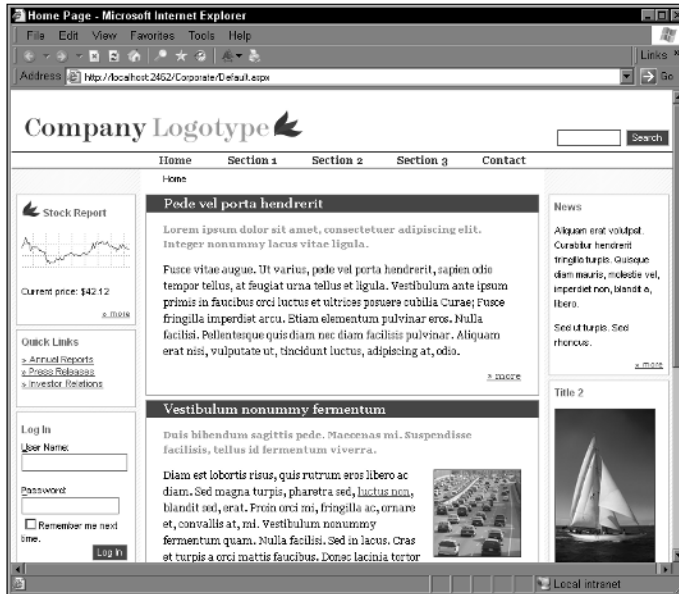 Home Page - Microsoft Internet Explorer
File Edit View Favorites Tools Help
Links »
Address http://localhost:2462/Corporate/Default.aspx Go
Company Logotype
Search
Home Section 1 Section 2 Section 3 Contact
Home
Stock Report
Current price: $42.12
» more
Quick Links
» Annual Reports
» Press Releases
» Investor Relations
Log In
User Name:
Password:
Remember me next
time.
Log In
Pede vel porta hendrerit
Lorem ipsum dolor sit amet, consectetuer adipiscing elit.
Integer nonummy lacus vitae ligula.
Fusce vitae augue. Ut varius, pede vel porta hendrerit, sapien odio
tempor tellus, at feugiat urna tellus et ligula. Vestibulum ante ipsum
primis in faucibus orci luctus et ultrices posuere cubilia Curae; Fusce
fringilla imperdiet arcu. Etiam elementum pulvinar eros. Nulla
facilisi. Pellentesque quis diam nec diam facilisis pulvinar. Aliquam
erat nisi, vulputate ut, tincidunt luctus, adipiscing at, odio.
» more
Vestibulum nonummy fermentum
Duis bibendum sagittis pede. Maecenas mi. Suspendisse
facilisis, tellus id fermentum viverra.
Diam est lobortis risus, quis rutrum eros libero ac
diam. Sed magna turpis, pharetra sed, luctus non,
blandit sed, erat. Proin orci mi, fringilla ac, ornare
et, convallis at, mi. Vestibulum nonummy
fermentum quam. Nulla facilisi. Sed in lacus. Cras
et turpis a orci mattis faucibus. Donec lacinia tortor
News
Aliquam erat volutpat.
Curabitur hendrerit
fringilla turpis. Quisque
diam mauris, molestie vel,
imperdiet non, blandit a,
libero.
Sed ut turpis. Sed
rhoncus.
» more
Title 2
Local intranet